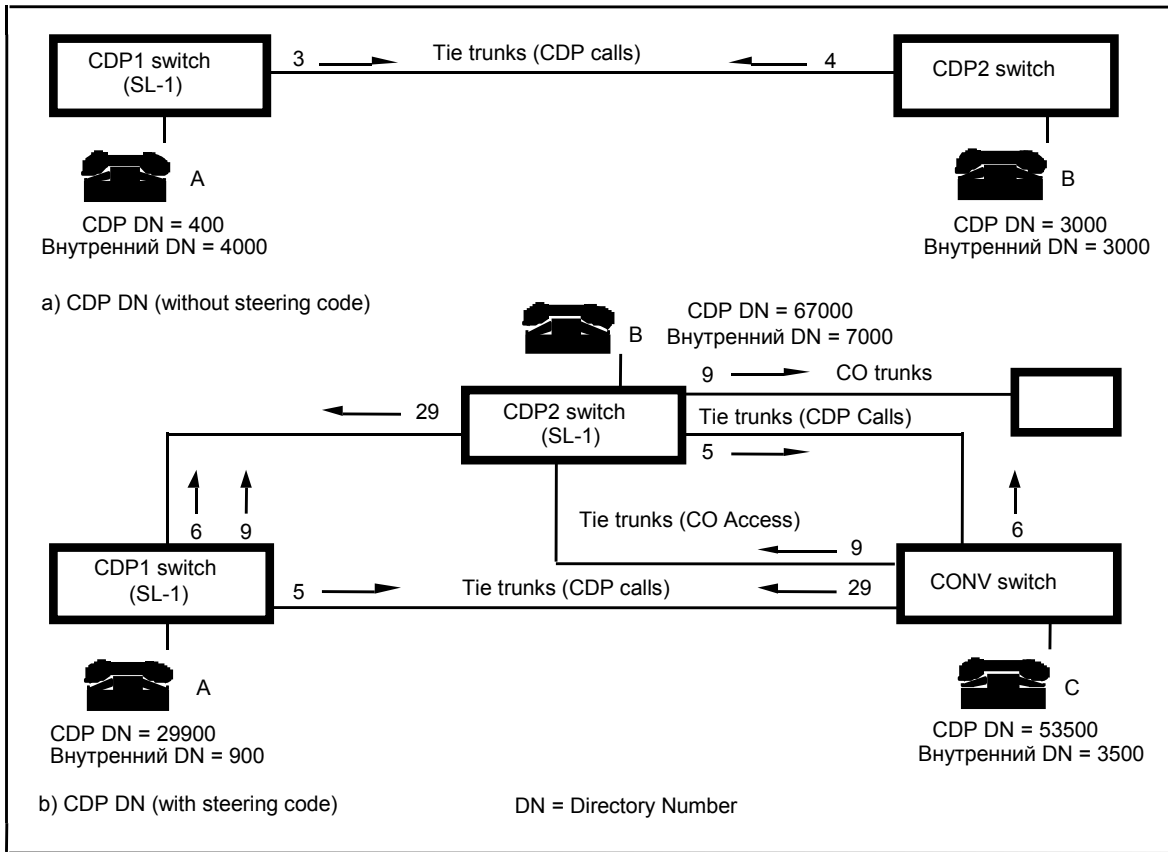 CDP1 switch
(SL-1)
3
Tie trunks (CDP calls)
4
CDP2 switch
A
B
CDP DN = 400
Внутренний DN = 4000
CDP DN = 3000
Внутренний DN = 3000
a) CDP DN (without steering code)
B
CDP DN = 67000
Внутренний DN = 7000
9
CO trunks
29
CDP2 switch
(SL-1)
Tie trunks (CDP Calls)
5
6
9
Tie trunks (CO Access)
6
9
CDP1 switch
(SL-1)
5
Tie trunks (CDP calls)
29
CONV switch
A
C
CDP DN = 29900
Внутренний DN = 900
CDP DN = 53500
Внутренний DN = 3500
b) CDP DN (with steering code)
DN = Directory Number